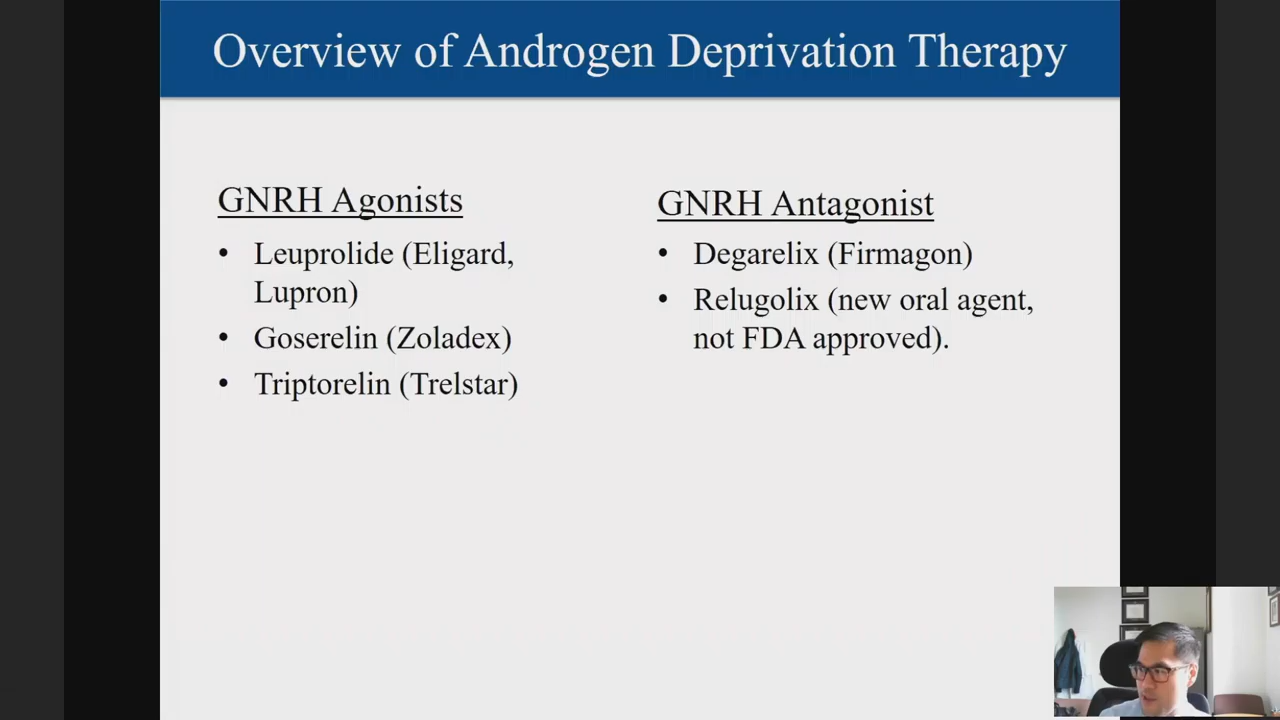 Overview of Androgen Deprivation Therapy
GNRH Agonists
• Leuprolide (Eligard,
Lupron)
• Goserelin (Zoladex)
• Triptorelin (Trelstar)
GNRH Antagonist
• Degarelix (Firmagon)
• Relugolix (new oral agent,
not FDA approved).